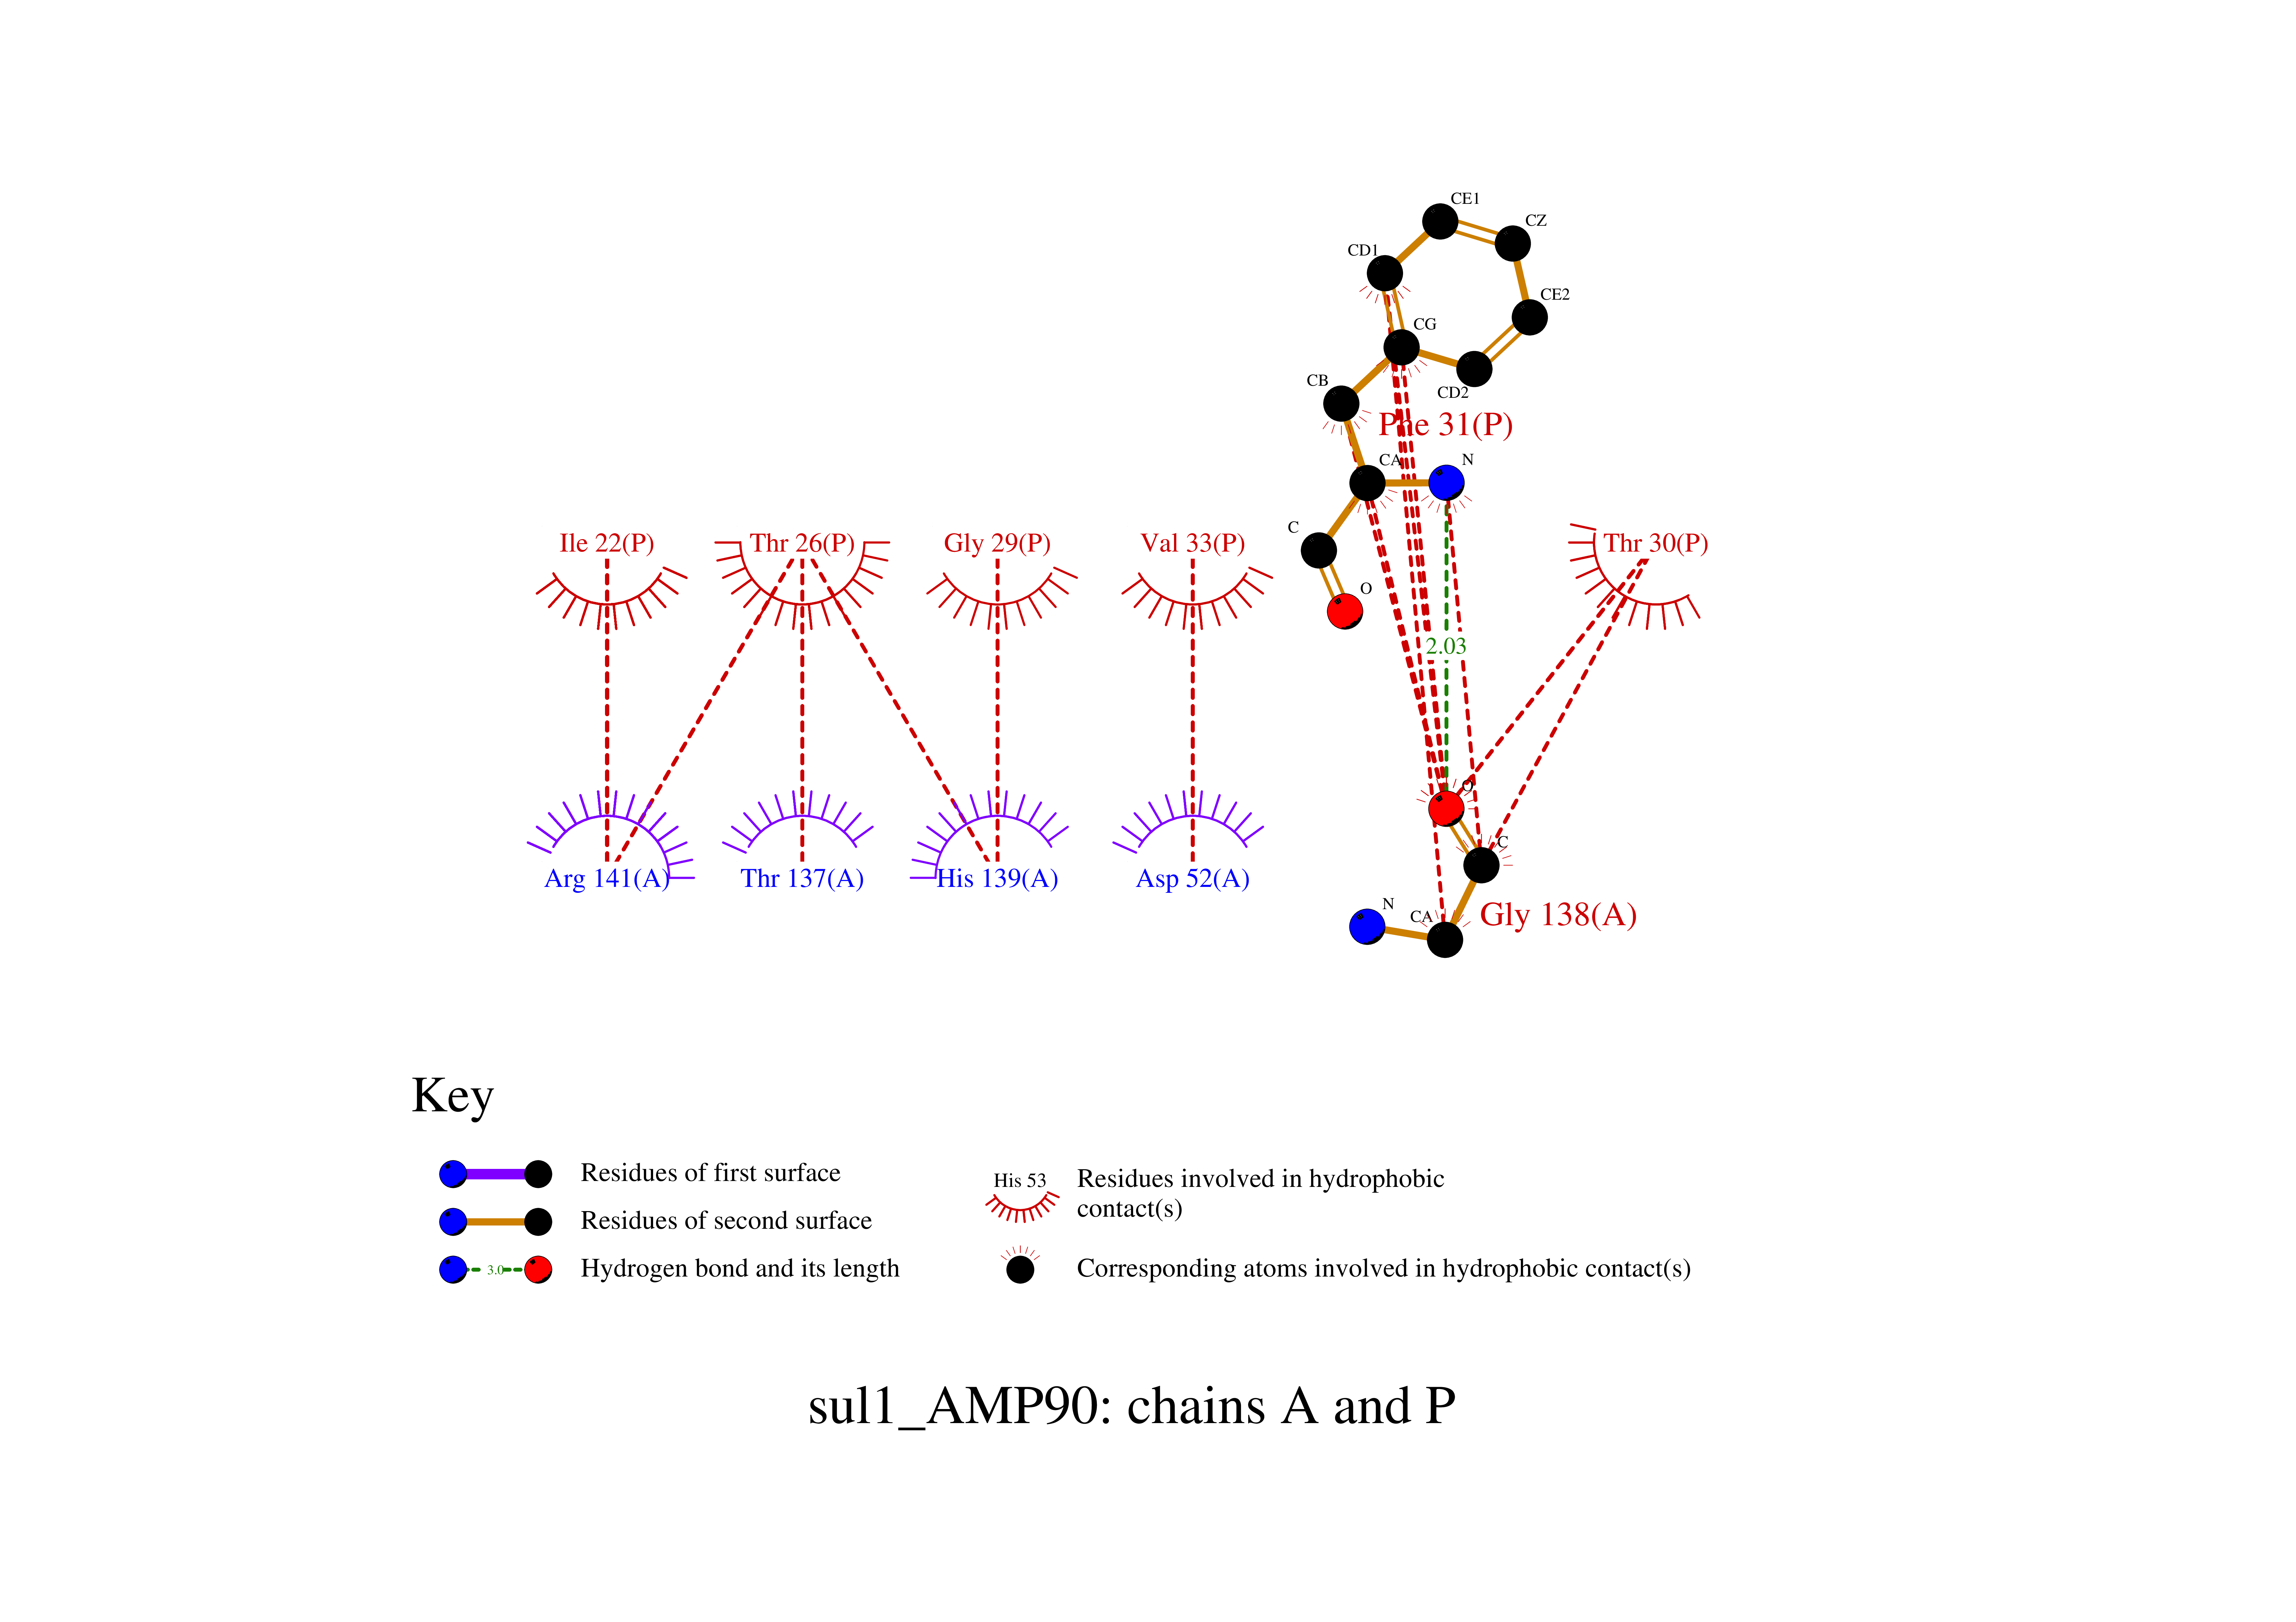 CE1
CZ
CD1
CE2
CG
CB
CD2
Phe 31(P)
CA
N
C
Ile 22(P)
Thr 26(P)
Gly 29(P)
Val 33(P)
Thr 30(P)
O
2.03
O
C
Arg 141(A)
Thr 137(A)
His 139(A)
Asp 52(A)
N
CA
Gly 138(A)
Key
Residues of first surface
Residues of second surface
3.0
Hydrogen bond and its length
His 53
Residues involved in hydrophobic
contact(s)
Corresponding atoms involved in hydrophobic contact(s)
sul1_AMP90: chains A and P